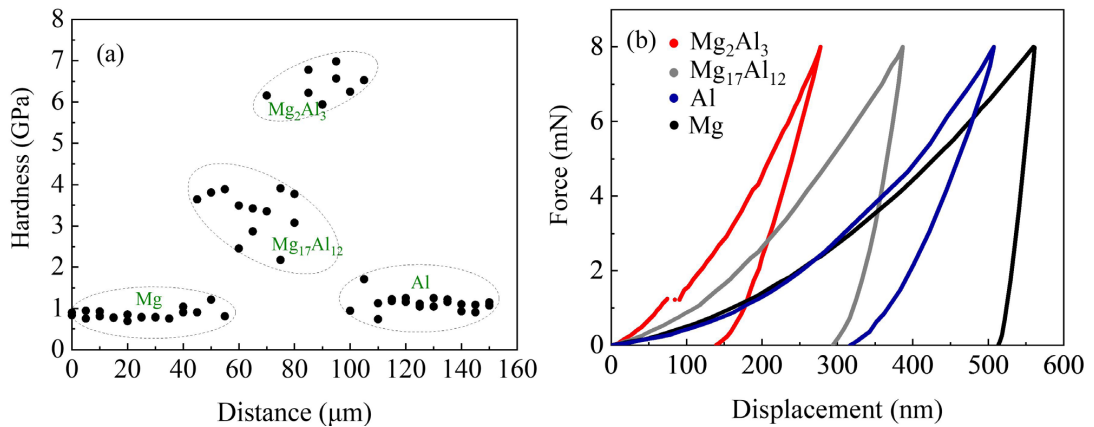 (a)
Hardness (GPa)
8
7
6
5
4
3
2
1
0
Mg₂Al₃
Mg₁₇Al₁₂
Mg
Al
0 20 40 60 80 100 120 140 160
Distance (μm)
(b)
Mg₂Al₃
Mg₁₇Al₁₂
Al
Mg
Force (mN)
8
6
4
2
0
0 100 200 300 400 500 600
Displacement (nm)